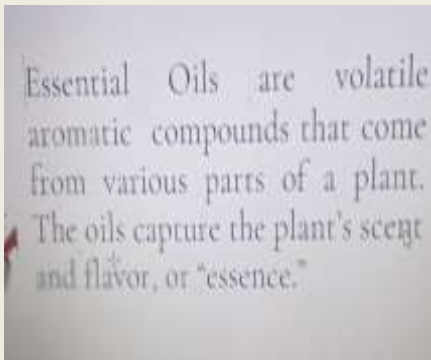 Essential Oils are volatile
aromatic compounds that come
from various parts of a plant.
The oils capture the plant's scent
and flavor, or "essence."